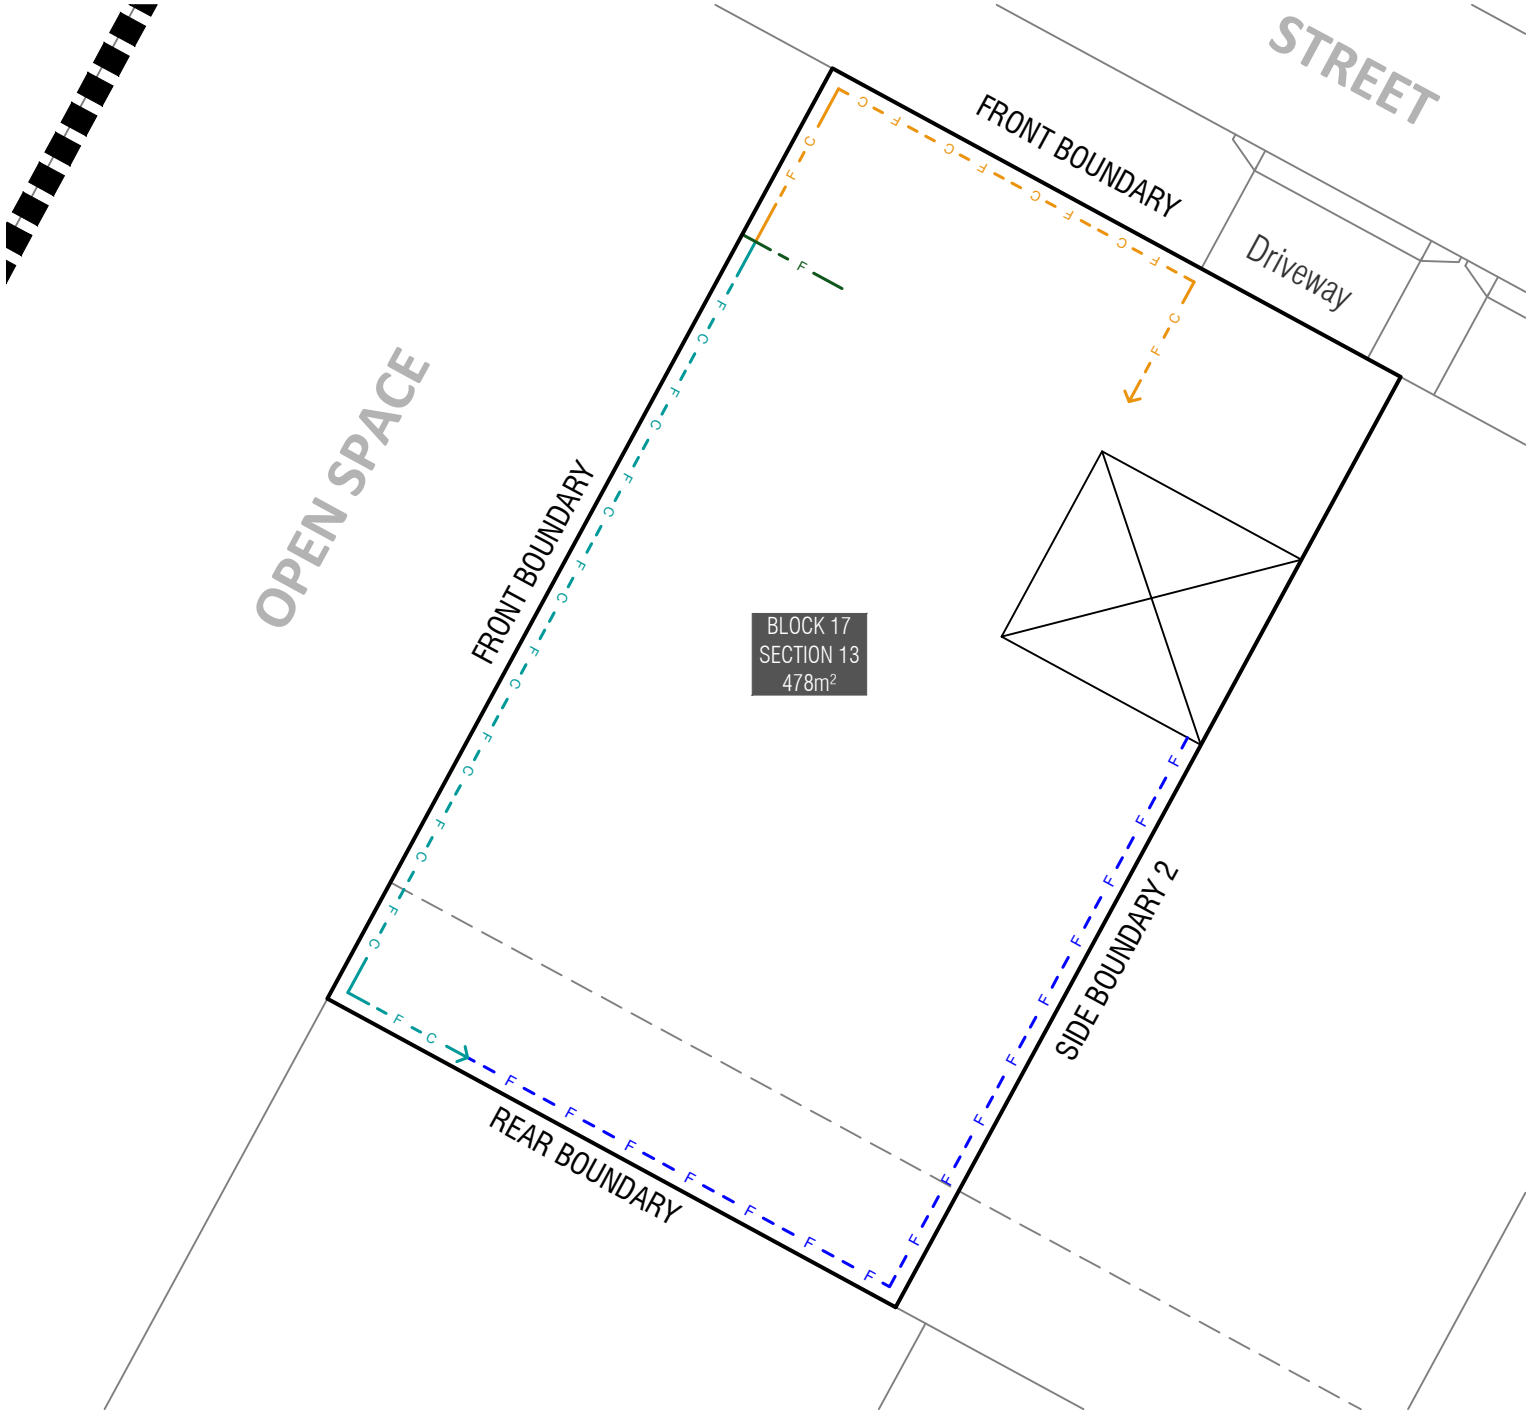 STREET
FRONT BOUNDARY
Driveway
OPEN SPACE
FRONT BOUNDARY
BLOCK 17
SECTION 13
478m²
SIDE BOUNDARY 2
REAR BOUNDARY
C F C F C F C F
C F
C F
F
F C F C F C F C F C F C F C F C
F C
F F F F F F F
F F F F F F F F F